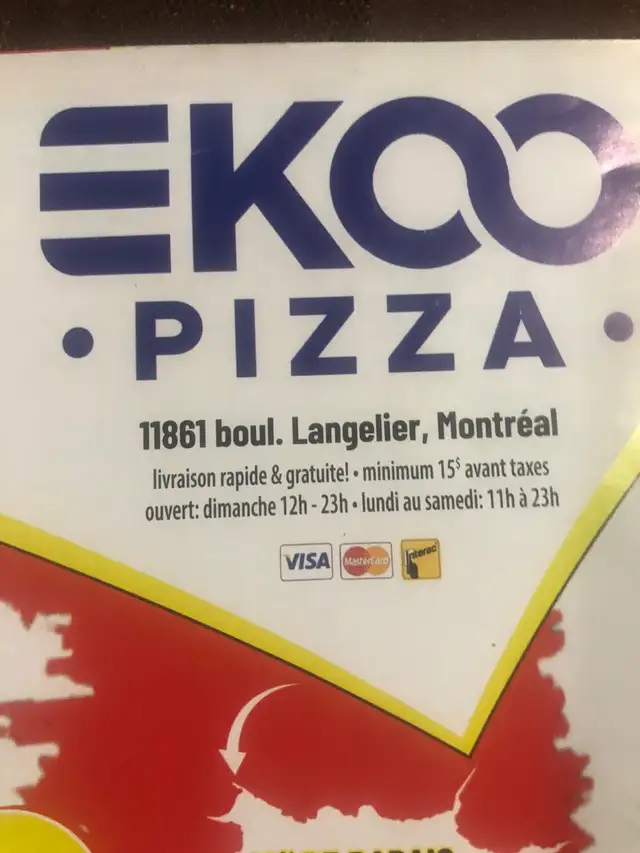 EKOO
• PIZZA •
11861 boul. Langelier, Montréal
livraison rapide & gratuite! • minimum 15$ avant taxes
ouvert: dimanche 12h - 23h • lundi au samedi: 11h à 23h
VISA MasterCard Interac